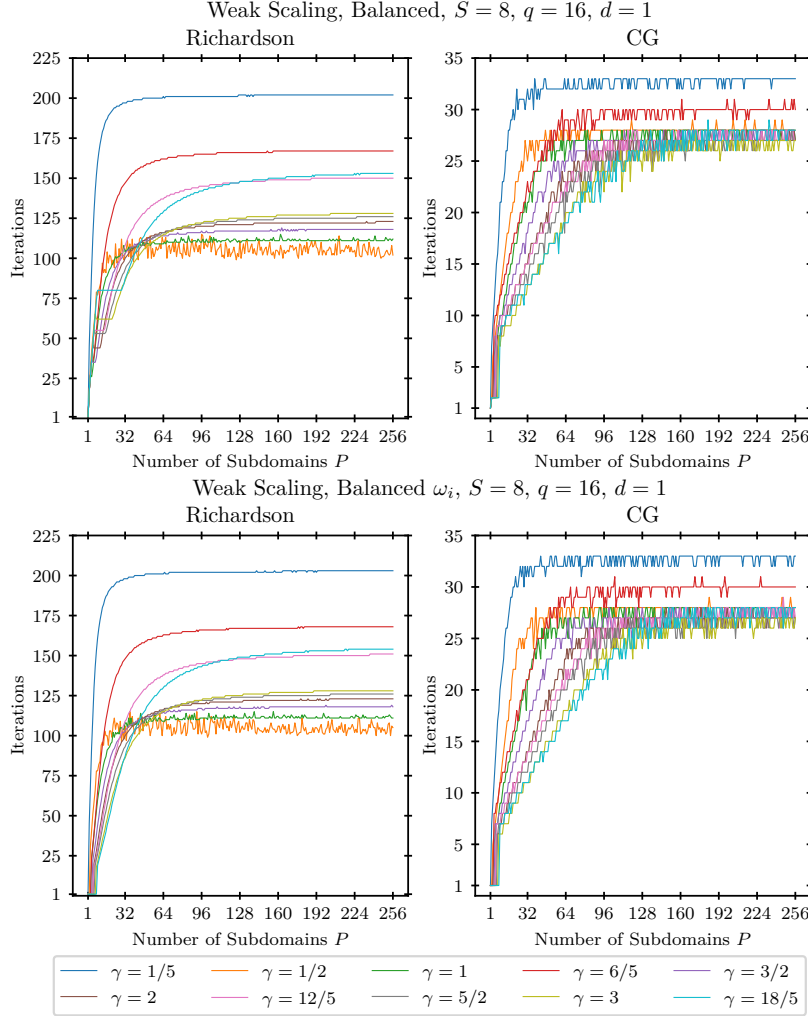 Weak Scaling, Balanced, S = 8, q = 16, d = 1
Richardson
CG
225
200
175
150
125
100
75
50
25
1
Iterations
1 32 64 96 128 160 192 224 256
Number of Subdomains P
35
30
25
20
15
10
5
1
Iterations
1 32 64 96 128 160 192 224 256
Number of Subdomains P
Weak Scaling, Balanced ω_i, S = 8, q = 16, d = 1
Richardson
CG
225
200
175
150
125
100
75
50
25
1
Iterations
1 32 64 96 128 160 192 224 256
Number of Subdomains P
35
30
25
20
15
10
5
1
Iterations
1 32 64 96 128 160 192 224 256
Number of Subdomains P
γ = 1/5 γ = 1/2 γ = 1 γ = 6/5 γ = 3/2
γ = 2 γ = 12/5 γ = 5/2 γ = 3 γ = 18/5